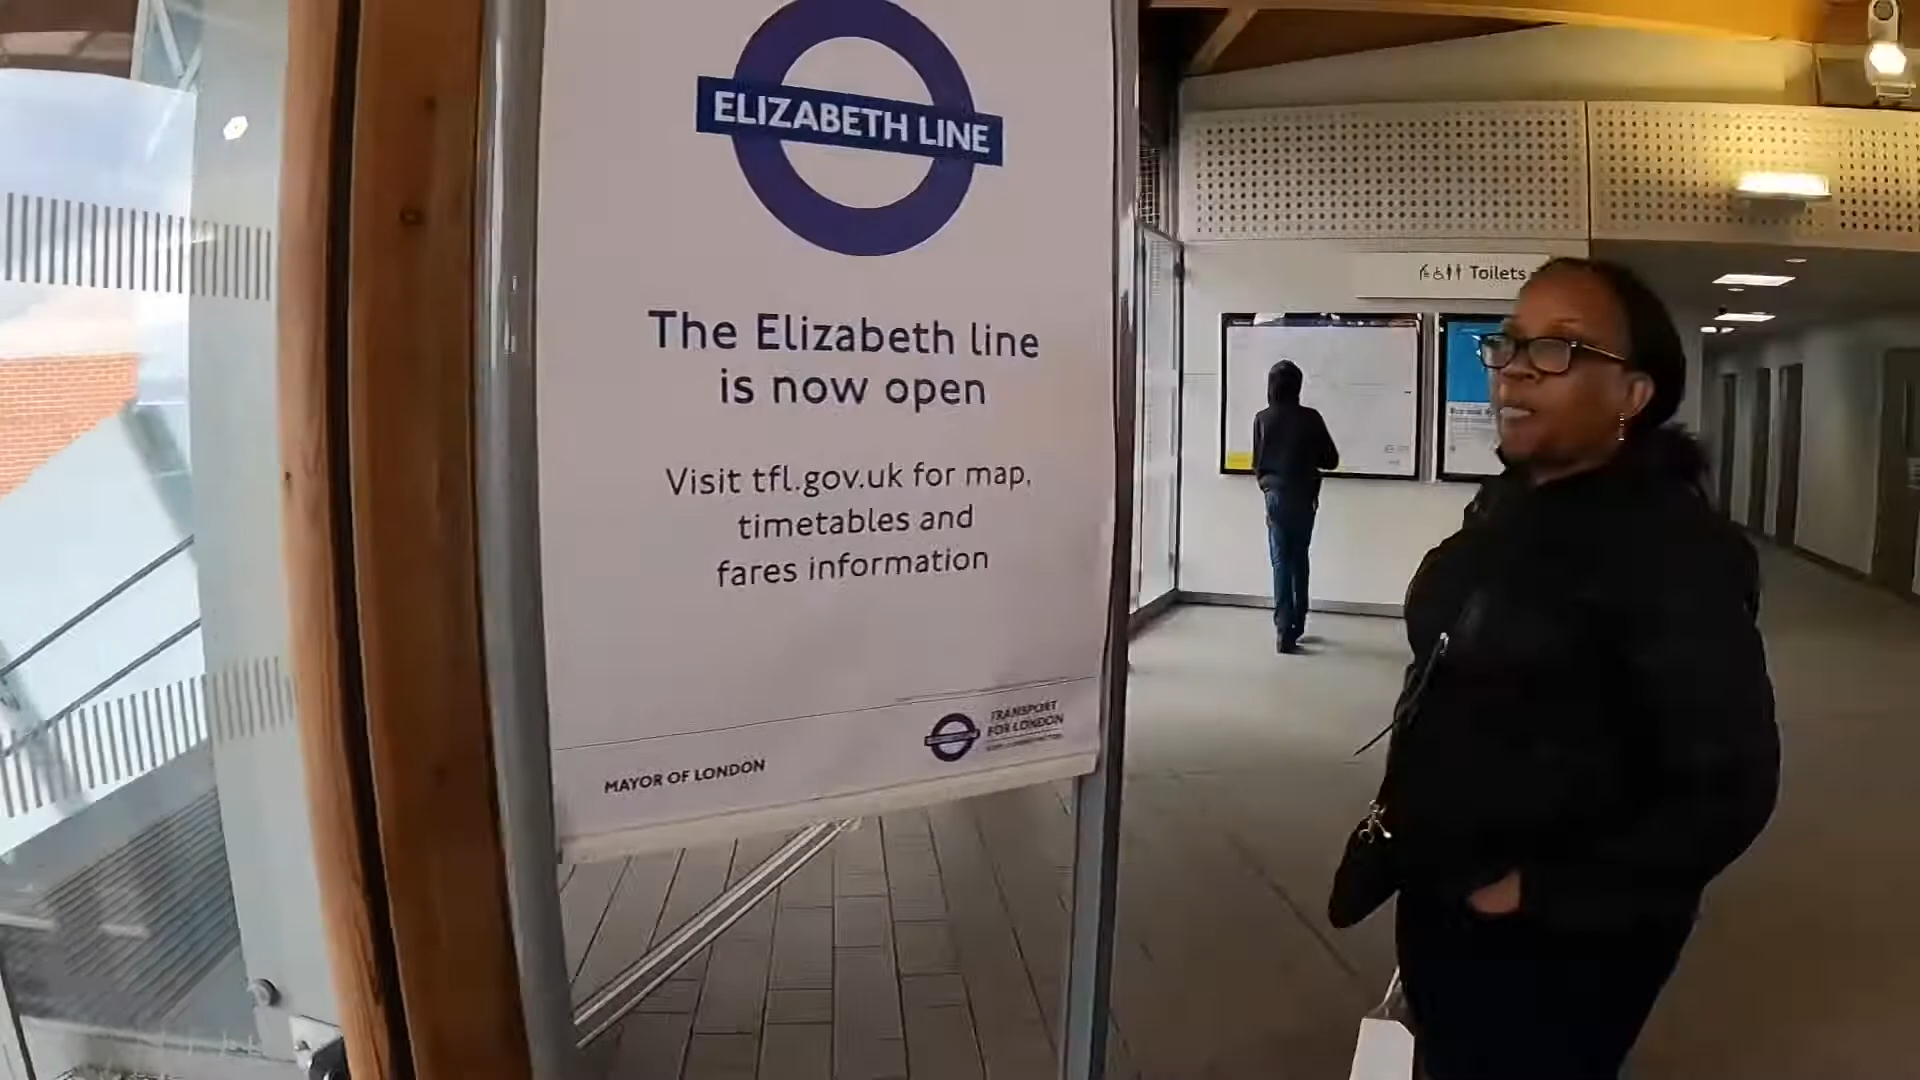 ELIZABETH LINE
The Elizabeth line
is now open
Visit tfl.gov.uk for map,
timetables and
fares information
MAYOR OF LONDON
TRANSPORT
FOR LONDON
Toilets